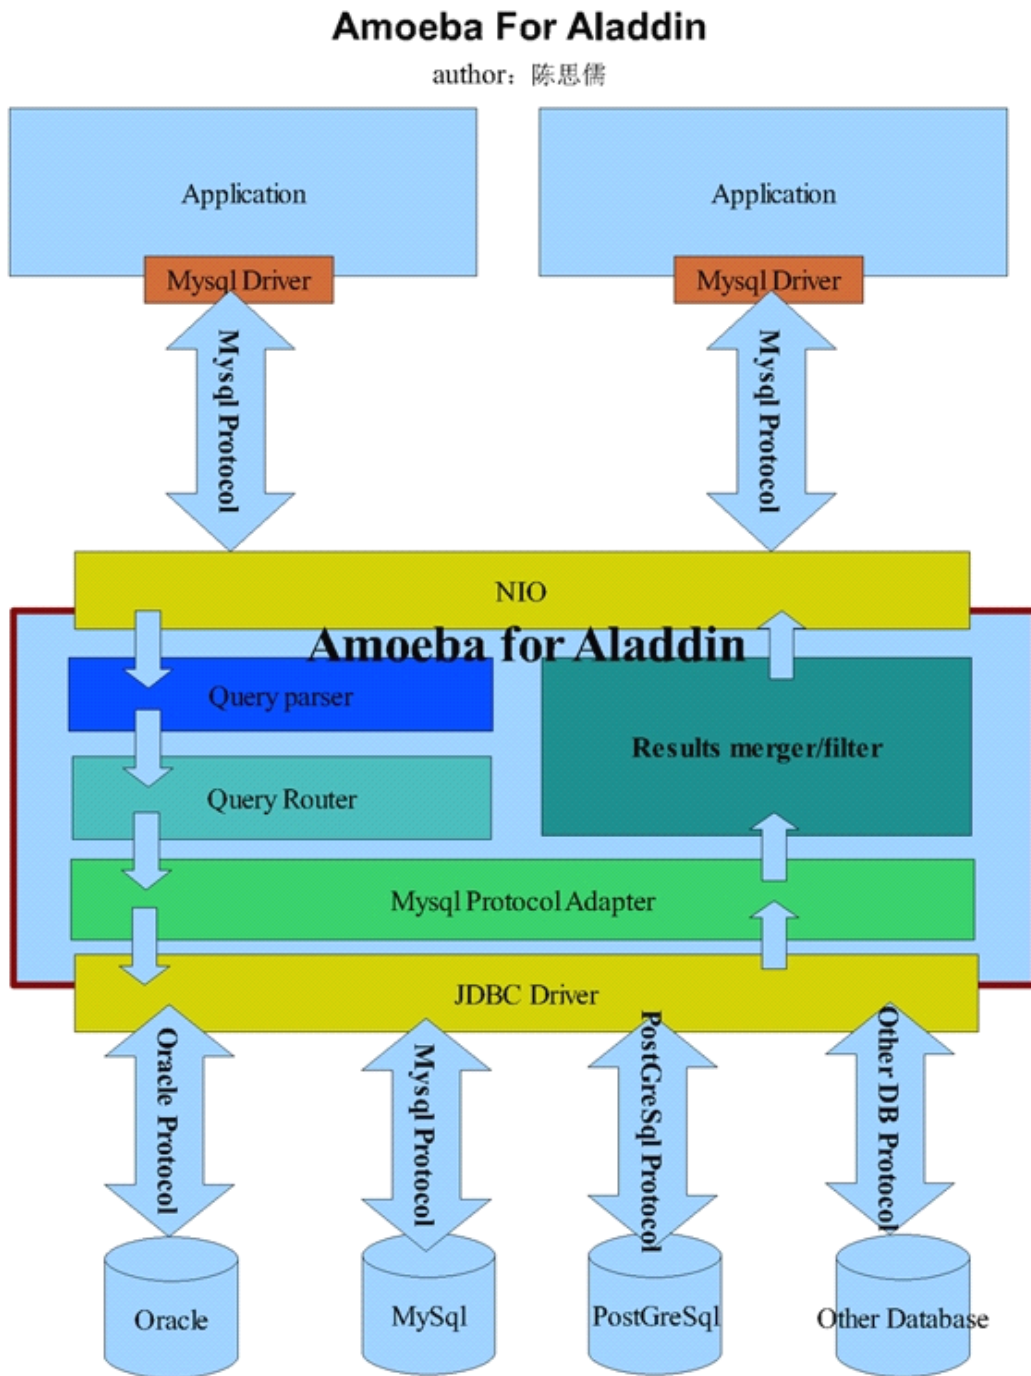 Amoeba For Aladdin
author：陈思儒
Application
Application
Mysql Driver
Mysql Driver
Mysql Protocol
Mysql Protocol
NIO
Amoeba for Aladdin
Query parser
Results merger/filter
Query Router
Mysql Protocol Adapter
JDBC Driver
Oracle Protocol
Mysql Protocol
PostGreSql Protocol
Other DB Protocol
Oracle
MySql
PostGreSql
Other Database